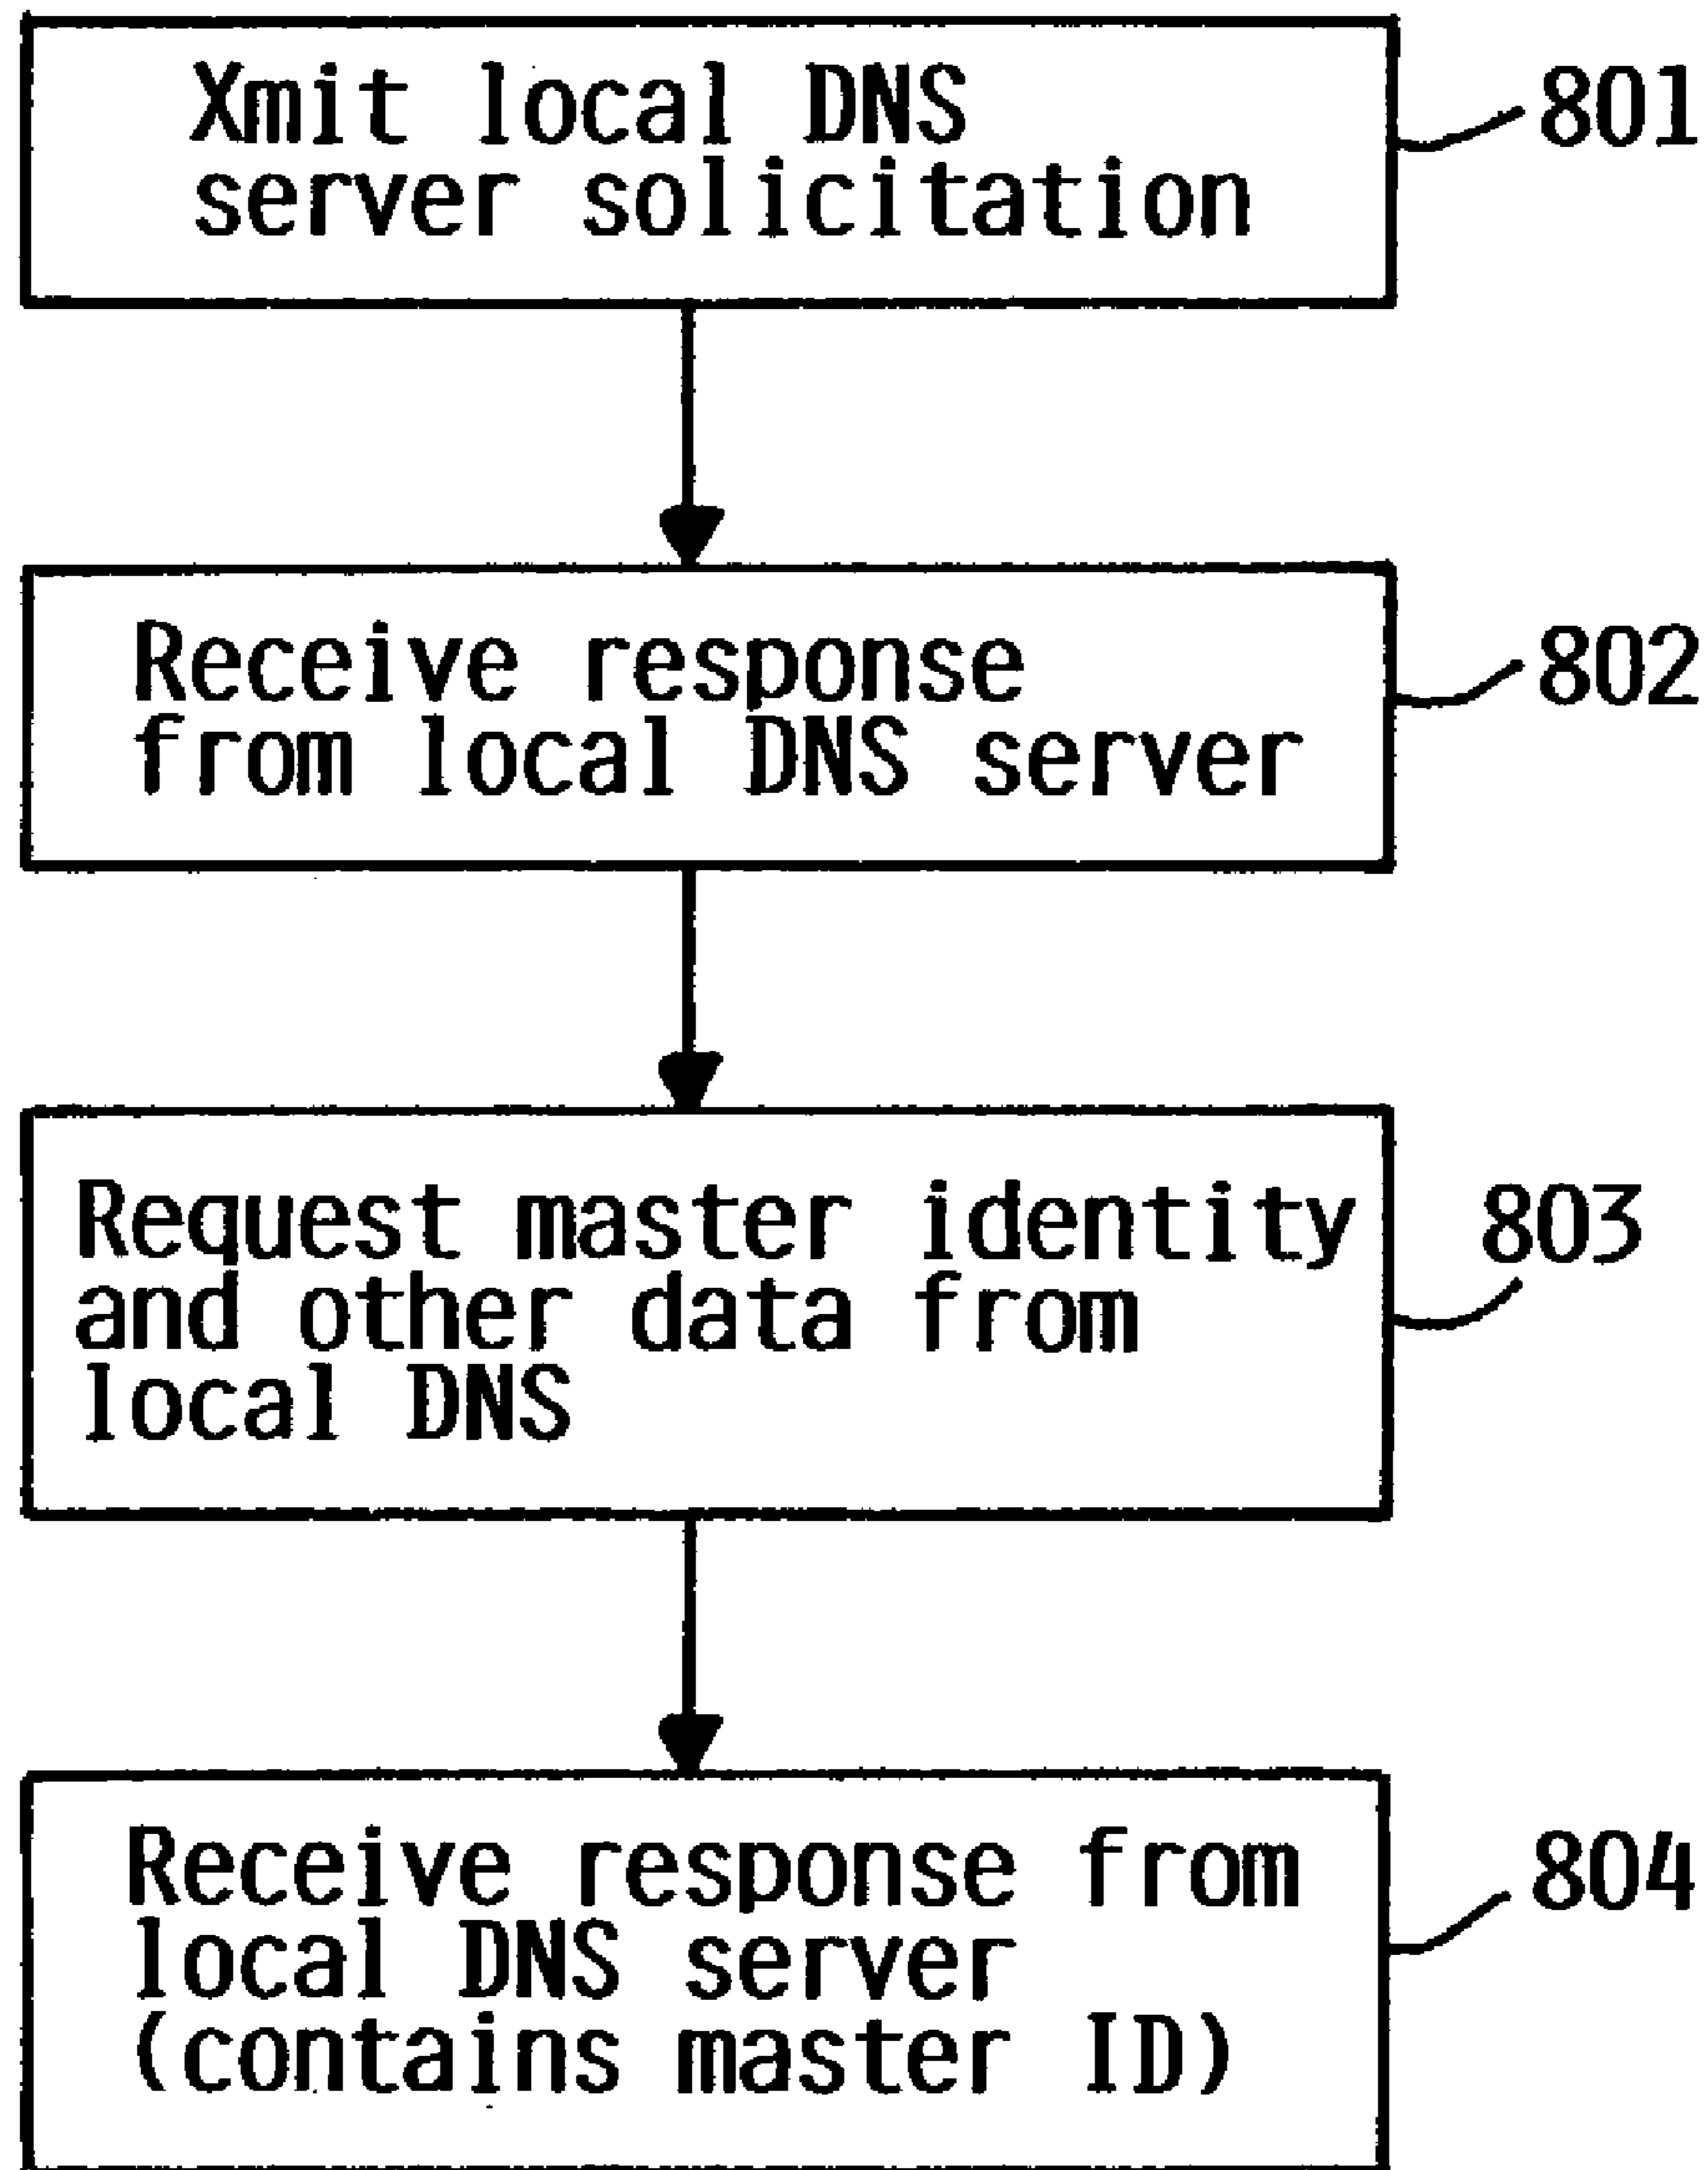 Xmit local DNS
server solicitation
801
Receive response
from local DNS server
802
Request master identity
and other data from
local DNS
803
Receive response from
local DNS server
(contains master ID)
804